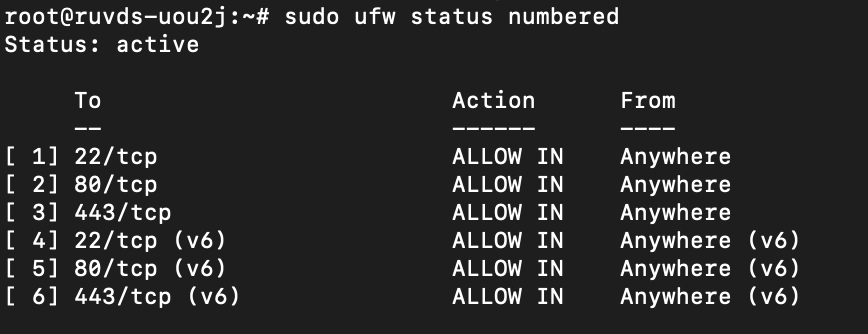 root@ruvds-uou2j:~# sudo ufw status numbered
Status: active
To Action From
-- ------ ----
[ 1] 22/tcp ALLOW IN Anywhere
[ 2] 80/tcp ALLOW IN Anywhere
[ 3] 443/tcp ALLOW IN Anywhere
[ 4] 22/tcp (v6) ALLOW IN Anywhere (v6)
[ 5] 80/tcp (v6) ALLOW IN Anywhere (v6)
[ 6] 443/tcp (v6) ALLOW IN Anywhere (v6)